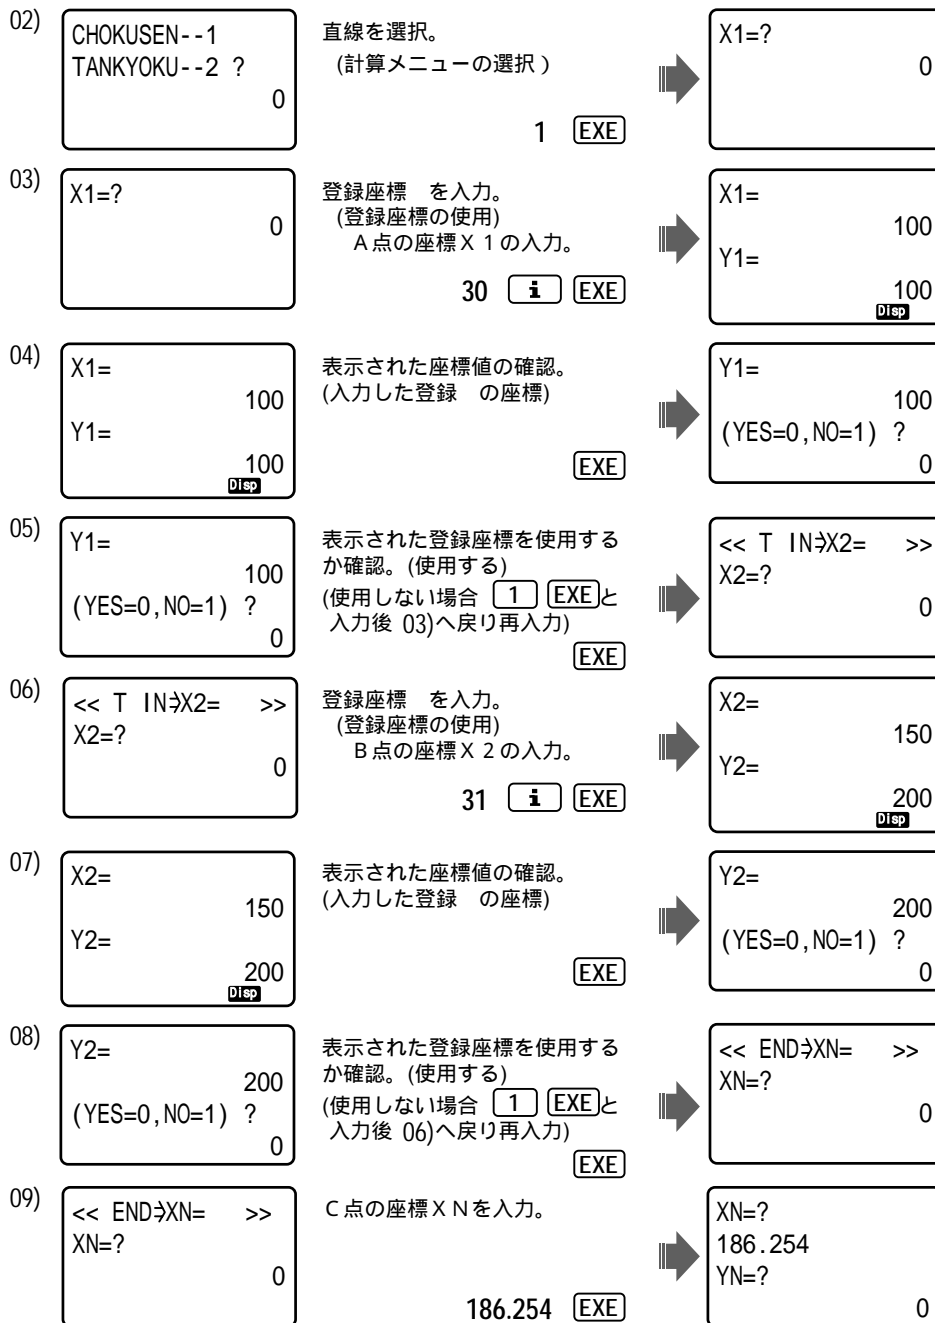 02)
CHOKUSEN--1
TANKYOKU--2 ?
0
直線を選択。
(計算メニューの選択)
1 EXE
X1=?
0
03)
X1=?
0
登録座標 を入力。
(登録座標の使用)
A点の座標X1の入力。
30 i EXE
X1=
100
Y1=
100
Disp
04)
X1=
100
Y1=
100
Disp
表示された座標値の確認。
(入力した登録 の座標)
EXE
Y1=
100
(YES=0,NO=1) ?
0
05)
Y1=
100
(YES=0,NO=1) ?
0
表示された登録座標を使用する
か確認。(使用する)
(使用しない場合 1 EXE と
入力後 03)へ戻り再入力)
EXE
<< T IN⇒X2= >>
X2=?
0
06)
<< T IN⇒X2= >>
X2=?
0
登録座標 を入力。
(登録座標の使用)
B点の座標X2の入力。
31 i EXE
X2=
150
Y2=
200
Disp
07)
X2=
150
Y2=
200
Disp
表示された座標値の確認。
(入力した登録 の座標)
EXE
Y2=
200
(YES=0,NO=1) ?
0
08)
Y2=
200
(YES=0,NO=1) ?
0
表示された登録座標を使用する
か確認。(使用する)
(使用しない場合 1 EXE と
入力後 06)へ戻り再入力)
EXE
<< END⇒XN= >>
XN=?
0
09)
<< END⇒XN= >>
XN=?
0
C点の座標XNを入力。
186.254 EXE
XN=?
186.254
YN=?
0